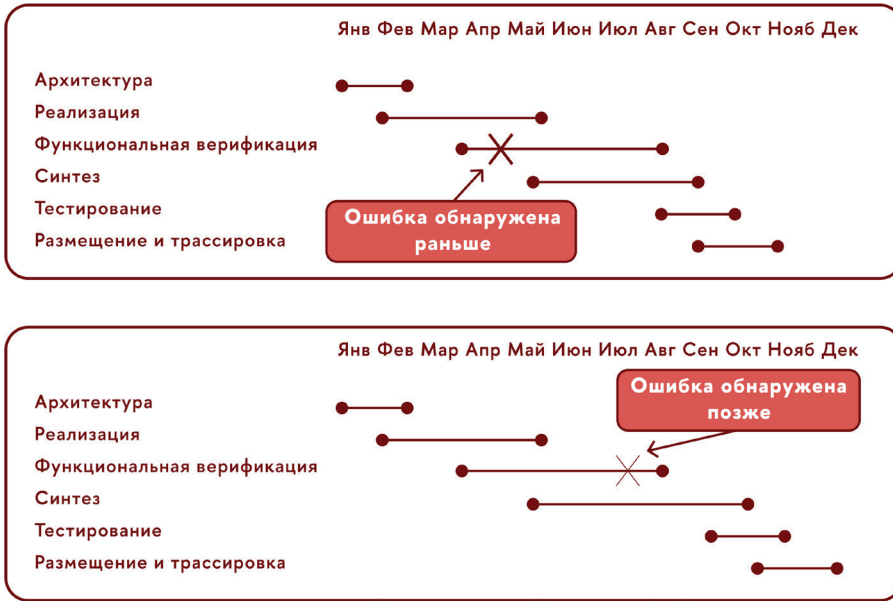 Янв Фев Мар Апр Май Июн Июл Авг Сен Окт Нояб Дек
Архитектура
Реализация
Функциональная верификация
Синтез
Тестирование
Размещение и трассировка
Ошибка обнаружена
раньше
Янв Фев Мар Апр Май Июн Июл Авг Сен Окт Нояб Дек
Ошибка обнаружена
позже
Архитектура
Реализация
Функциональная верификация
Синтез
Тестирование
Размещение и трассировка